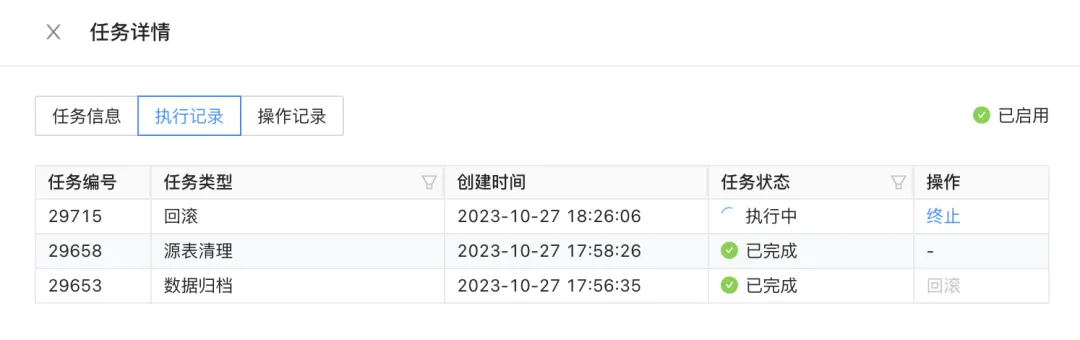 任务详情
任务信息 执行记录 操作记录 已启用
任务编号 任务类型 创建时间 任务状态 操作
29715 回滚 2023-10-27 18:26:06 执行中 终止
29658 源表清理 2023-10-27 17:58:26 已完成 -
29653 数据归档 2023-10-27 17:56:35 已完成 回滚